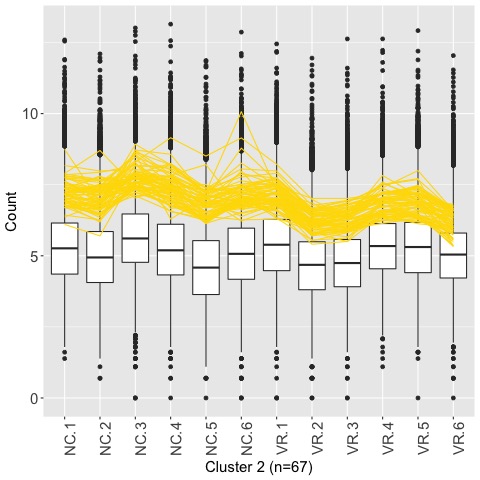 10
5
0
Count
NC.1
NC.2
NC.3
NC.4
NC.5
NC.6
VR.1
VR.2
VR.3
VR.4
VR.5
VR.6
Cluster 2 (n=67)